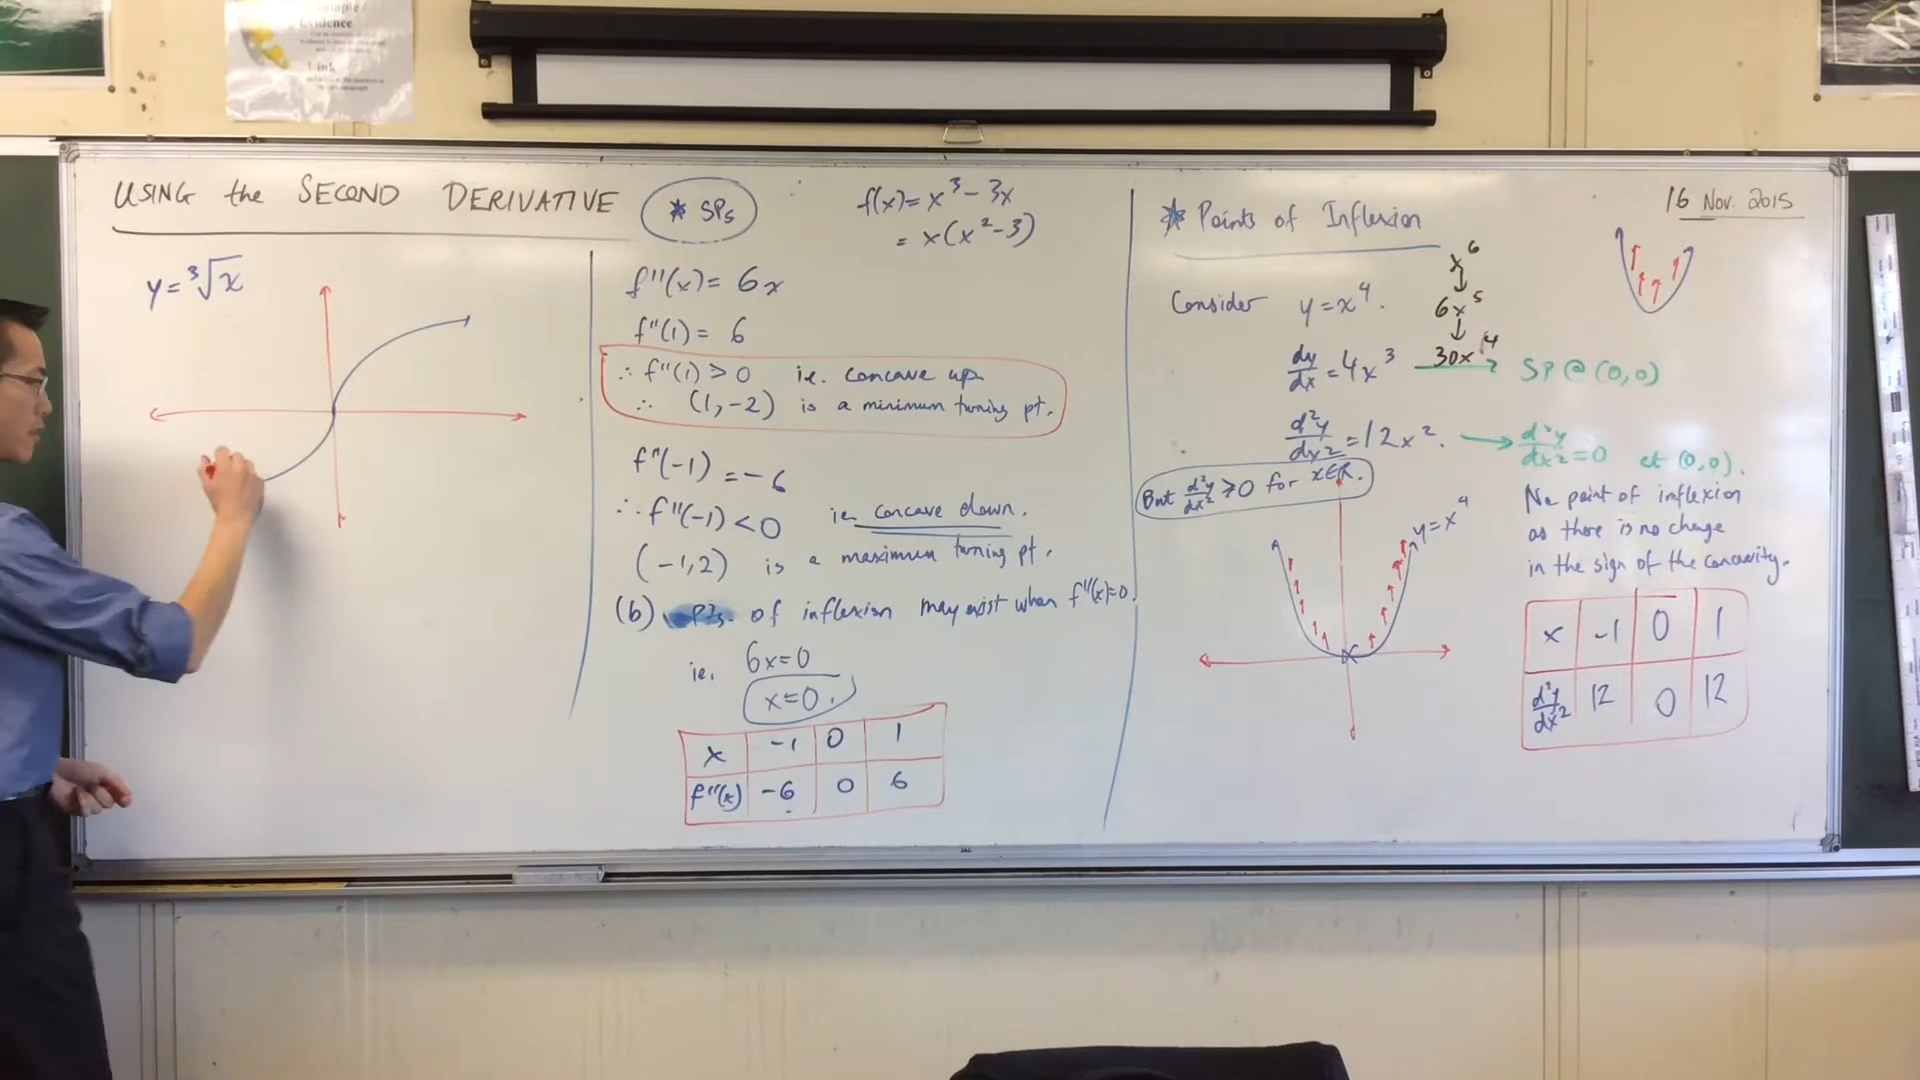 Example/
Evidence
Link
USING the SECOND DERIVATIVE
* SPs
f(x) = x³ - 3x
= x(x² - 3)
y = ³√x
f''(x) = 6x
f''(1) = 6
∴ f''(1) > 0 ie. concave up
∴ (1, -2) is a minimum turning pt.
f''(-1) = -6
∴ f''(-1) < 0 ie. concave down.
(-1, 2) is a maximum turning pt.
(b) Pts. of inflexion may exist when f''(x) = 0.
ie. 6x = 0
x = 0.
x -1 0 1
f''(x) -6 0 6
* Points of Inflexion
16 Nov. 2015
Consider y = x⁴.
x⁶
↓
6x⁵
↓
30x⁴
dy/dx = 4x³ → SP @ (0,0)
d²y/dx² = 12x². → d²y/dx² = 0 at (0,0).
But d²y/dx² ⩾ 0 for x∈R.
No point of inflexion
as there is no change
in the sign of the concavity.
y = x⁴
x -1 0 1
d²y/dx² 12 0 12